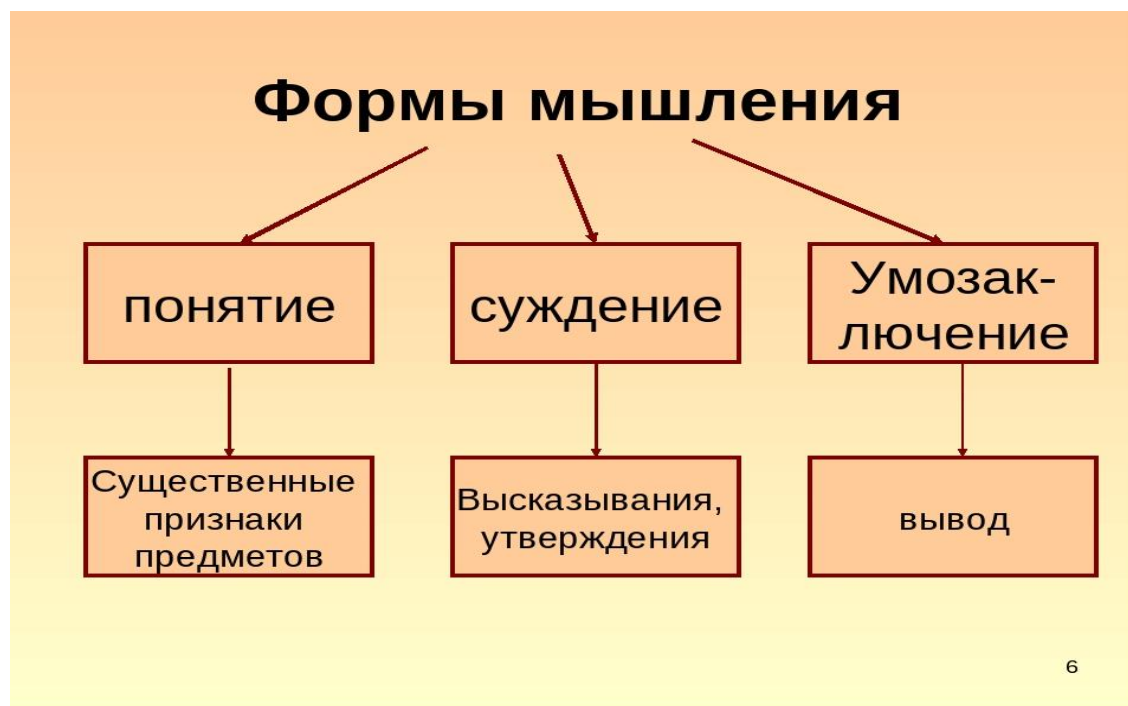 Формы мышления
понятие
суждение
Умозак-
лючение
Существенные
признаки
предметов
Высказывания,
утверждения
вывод
6